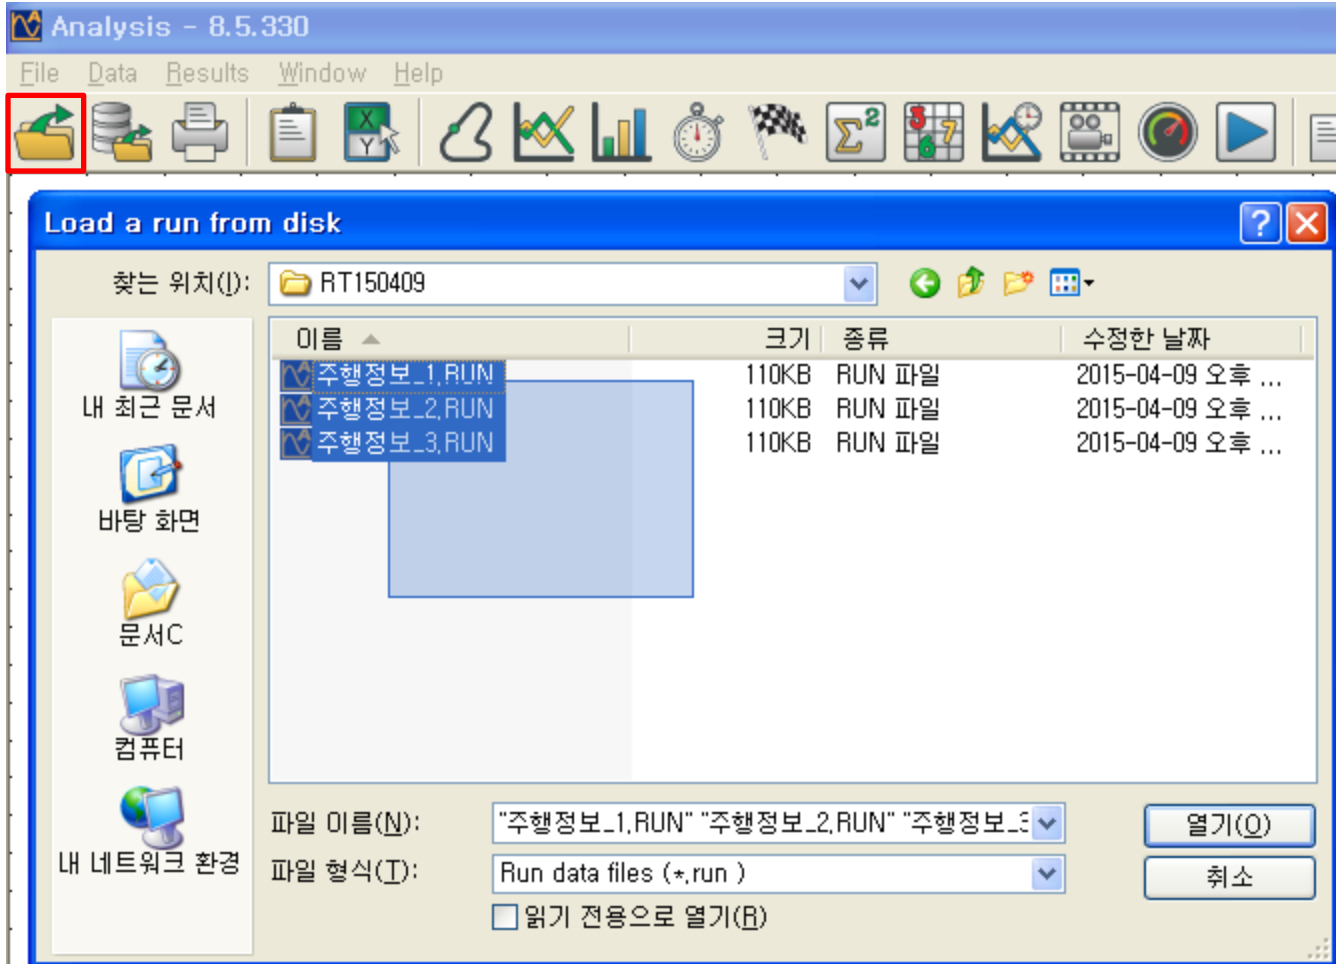 Analysis - 8.5.330
File Data Results Window Help
X
Y
Σ2
3
7
6
Load a run from disk
?
찾는 위치(I):
RT150409
이름 크기 종류 수정한 날짜
주행정보_1.RUN 110KB RUN 파일 2015-04-09 오후 ...
주행정보_2.RUN 110KB RUN 파일 2015-04-09 오후 ...
주행정보_3.RUN 110KB RUN 파일 2015-04-09 오후 ...
내 최근 문서
바탕 화면
문서C
컴퓨터
내 네트워크 환경
파일 이름(N): "주행정보_1.RUN" "주행정보_2.RUN" "주행정보_3
열기(O)
파일 형식(T): Run data files (*.run )
취소
읽기 전용으로 열기(R)